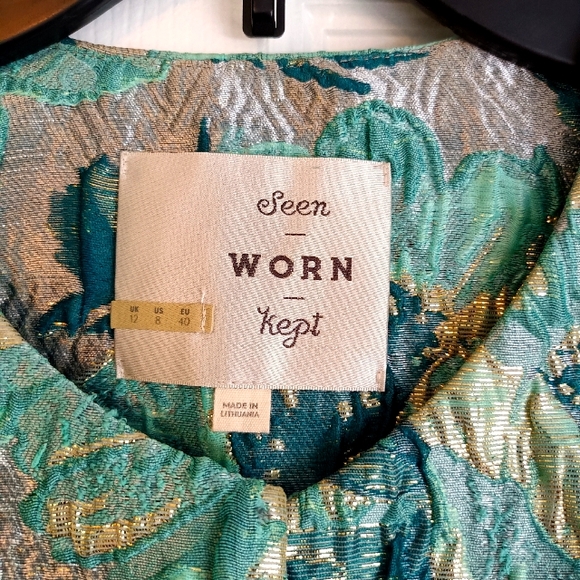 Seen
WORN
kept
UK US EU
12 8 40
MADE IN
LITHUANIA